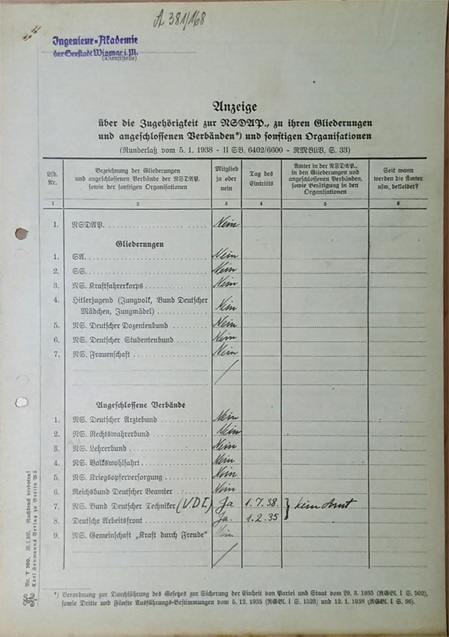 A 381/168
Ingenieur-Akademie
der Seestadt Wismar i. M.
(Dienststelle)
Anzeige
über die Zugehörigkeit zur NSDAP., zu ihren Gliederungen
und angeschlossenen Verbänden*) und sonstigen Organisationen
(Runderlaß vom 5. 1. 1938 - II SB. 6402/6600 - RMBliV. S. 33)
Lfd. Nr.
Bezeichnung der Gliederungen und angeschlossenen Verbände der NSDAP. sowie der sonstigen Organisationen
Mitglied ja oder nein
Tag des Eintritts
Ämter in der NSDAP., in den Gliederungen und angeschlossenen Verbänden, sowie Betätigung in den Organisationen
Seit wann werden die Ämter usw. bekleidet?
1 2 3 4 5 6
1. NSDAP. Nein
Gliederungen
1. SA. Nein
2. SS. Nein
3. NS. Kraftfahrerkorps Nein
4. Hitlerjugend (Jungvolk, Bund Deutscher
Mädchen, Jungmädel) Nein
5. NS. Deutscher Dozentenbund Nein
6. NS. Deutscher Studentenbund Nein
7. NS. Frauenschaft Nein
Angeschlossene Verbände
1. NS. Deutscher Ärztebund Nein
2. NS. Rechtswahrerbund Nein
3. NS. Lehrerbund Nein
4. NS. Volkswohlfahrt Nein
5. NS. Kriegsopferversorgung Nein
6. Reichsbund Deutscher Beamter Nein
7. NS. Bund Deutscher Techniker (VDI) Ja 1.7.38. kein Amt
8. Deutsche Arbeitsfront Ja. 1.2.35
9. NS. Gemeinschaft „Kraft durch Freude"
*) Verordnung zur Durchführung des Gesetzes zur Sicherung der Einheit von Partei und Staat vom 29. 3. 1935 (RGBl. I S. 502),
sowie Dritte und Fünfte Ausführungs-Bestimmungen vom 5. 12. 1935 (RGBl. I S. 1523) und 12. 1. 1938 (RGBl. I S. 36).